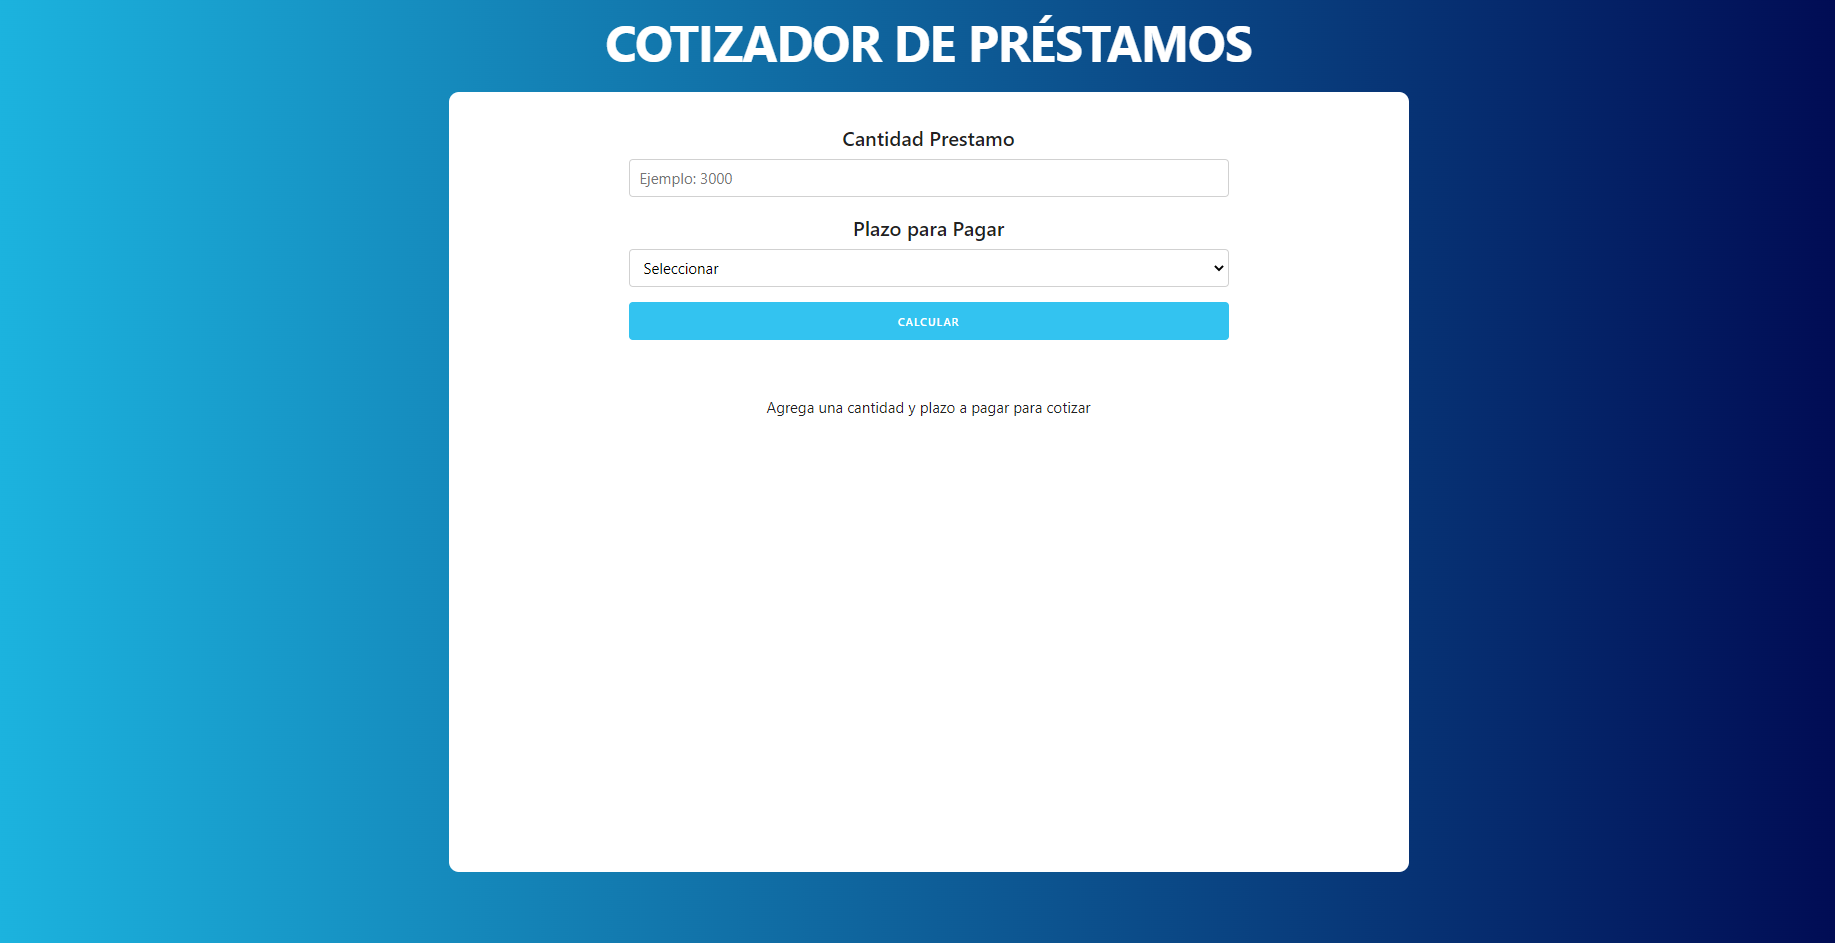 COTIZADOR DE PRÉSTAMOS
Cantidad Prestamo
Ejemplo: 3000
Plazo para Pagar
Seleccionar
CALCULAR
Agrega una cantidad y plazo a pagar para cotizar